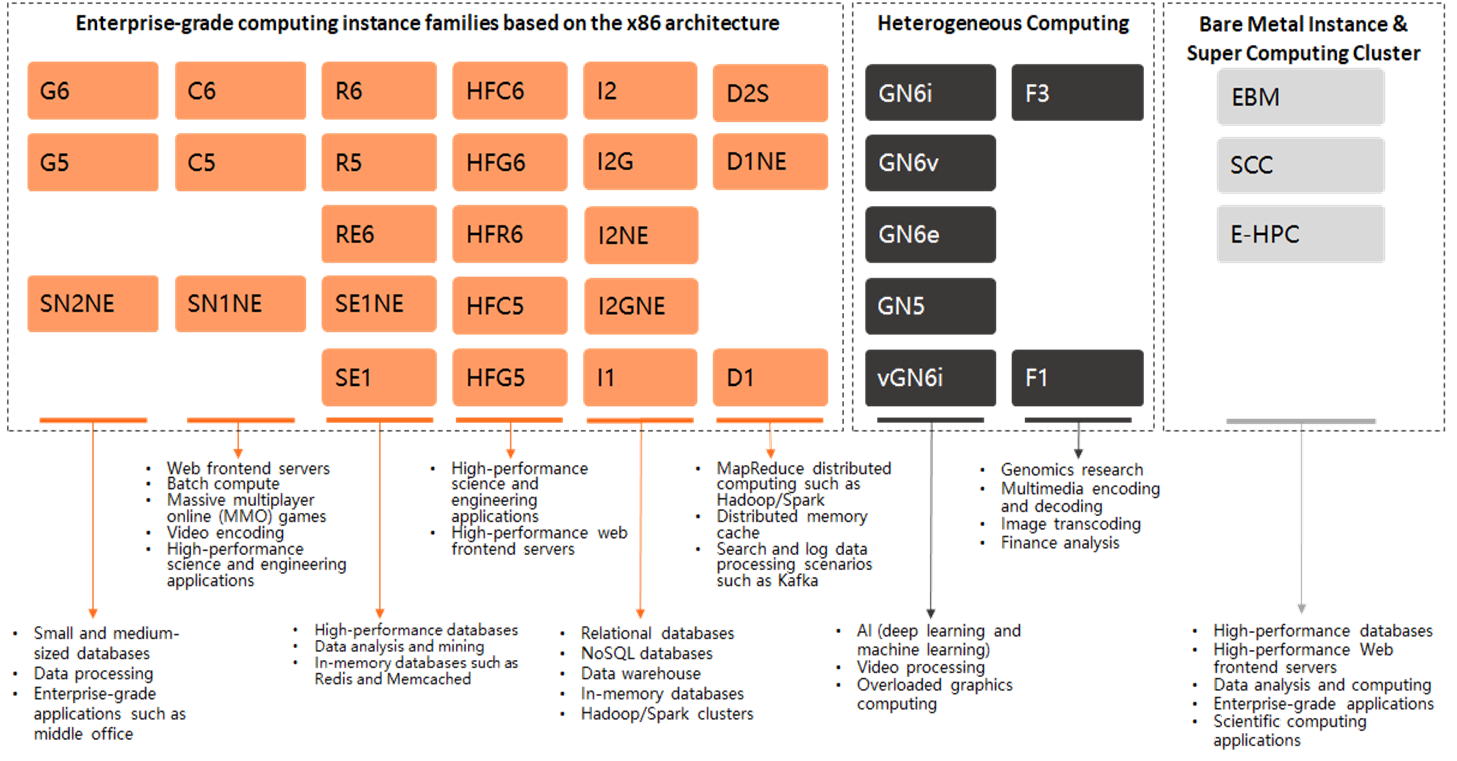 Enterprise-grade computing instance families based on the x86 architecture
G6
C6
R6
HFC6
I2
D2S
G5
C5
R5
HFG6
I2G
D1NE
RE6
HFR6
I2NE
SN2NE
SN1NE
SE1NE
HFC5
I2GNE
SE1
HFG5
I1
D1
Heterogeneous Computing
GN6i
F3
GN6v
GN6e
GN5
vGN6i
F1
Bare Metal Instance &
Super Computing Cluster
EBM
SCC
E-HPC
• Small and medium-
sized databases
• Data processing
• Enterprise-grade
applications such as
middle office
• Web frontend servers
• Batch compute
• Massive multiplayer
online (MMO) games
• Video encoding
• High-performance
science and engineering
applications
• High-performance databases
• Data analysis and mining
• In-memory databases such as
Redis and Memcached
• High-performance
science and
engineering
applications
• High-performance web
frontend servers
• Relational databases
• NoSQL databases
• Data warehouse
• In-memory databases
• Hadoop/Spark clusters
• MapReduce distributed
computing such as
Hadoop/Spark
• Distributed memory
cache
• Search and log data
processing scenarios
such as Kafka
• AI (deep learning and
machine learning)
• Video processing
• Overloaded graphics
computing
• Genomics research
• Multimedia encoding
and decoding
• Image transcoding
• Finance analysis
• High-performance databases
• High-performance Web
frontend servers
• Data analysis and computing
• Enterprise-grade applications
• Scientific computing
applications